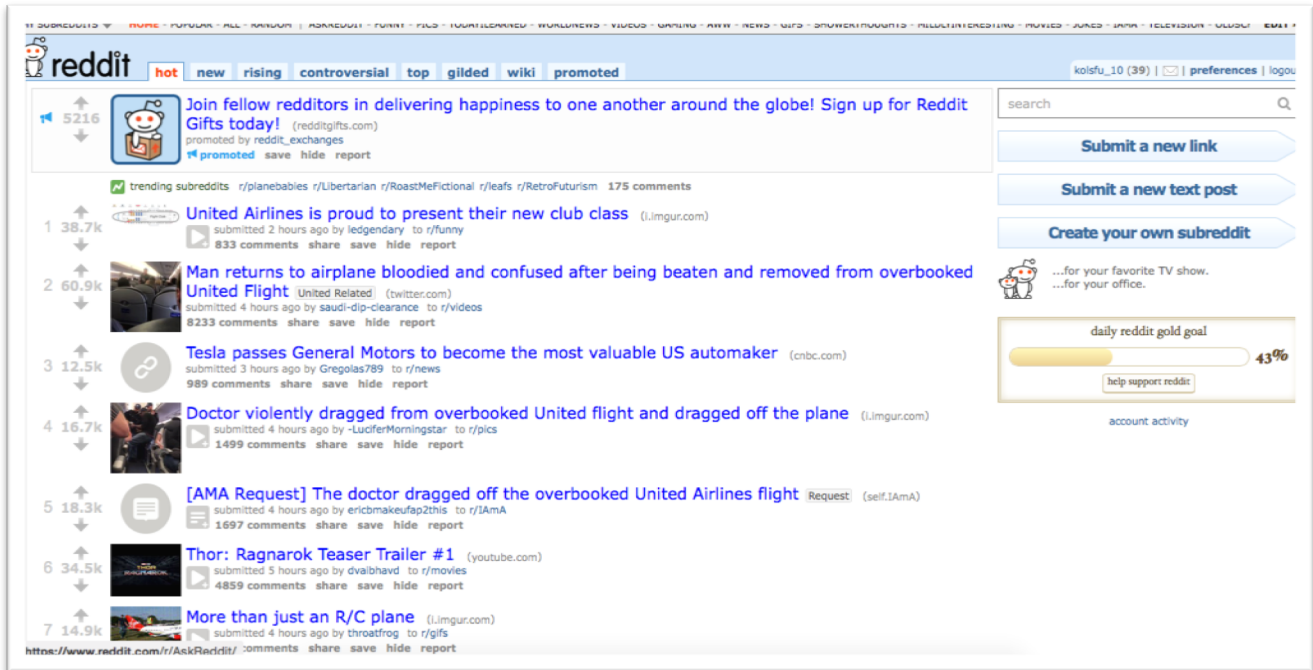 HOME - POPULAR - ALL - RANDOM | ASKREDDIT - FUNNY - PICS - TODAYILEARNED - WORLDNEWS - VIDEOS - GAMING - AWW - NEWS - GIFS - SHOWERTHOUGHTS - MILDLYINTERESTING - MOVIES - JOKES - IAMA - TELEVISION - EDIT
reddit hot new rising controversial top gilded wiki promoted
kolsfu_10 (39) | | preferences | logou
search
5216
Join fellow redditors in delivering happiness to one another around the globe! Sign up for Reddit
Gifts today! (redditgifts.com)
promoted by reddit_exchanges
promoted save hide report
trending subreddits r/planebabies r/Libertarian r/RoastMeFictional r/leafs r/RetroFuturism 175 comments
1 38.7k
United Airlines is proud to present their new club class (i.imgur.com)
submitted 2 hours ago by ledgendary to r/funny
833 comments share save hide report
2 60.9k
Man returns to airplane bloodied and confused after being beaten and removed from overbooked
United Flight United Related (twitter.com)
submitted 4 hours ago by saudi-dip-clearance to r/videos
8233 comments share save hide report
3 12.5k
Tesla passes General Motors to become the most valuable US automaker (cnbc.com)
submitted 3 hours ago by Gregolas789 to r/news
989 comments share save hide report
4 16.7k
Doctor violently dragged from overbooked United flight and dragged off the plane (i.imgur.com)
submitted 4 hours ago by -LuciferMorningstar to r/pics
1499 comments share save hide report
5 18.3k
[AMA Request] The doctor dragged off the overbooked United Airlines flight Request (self.IAmA)
submitted 4 hours ago by ericbmakeufap2this to r/IAmA
1697 comments share save hide report
6 34.5k
Thor: Ragnarok Teaser Trailer #1 (youtube.com)
submitted 5 hours ago by dvaibhavd to r/movies
4859 comments share save hide report
7 14.9k
More than just an R/C plane (i.imgur.com)
submitted 4 hours ago by throatfrog to r/gifs
comments share save hide report
https://www.reddit.com/r/AskReddit/
Submit a new link
Submit a new text post
Create your own subreddit
...for your favorite TV show.
...for your office.
daily reddit gold goal
43%
help support reddit
account activity